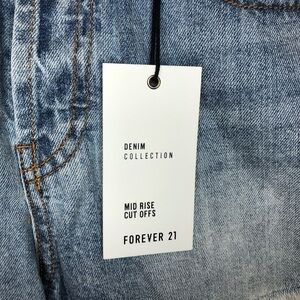 DENIM
COLLECTION
MID RISE
CUT OFFS
FOREVER 21